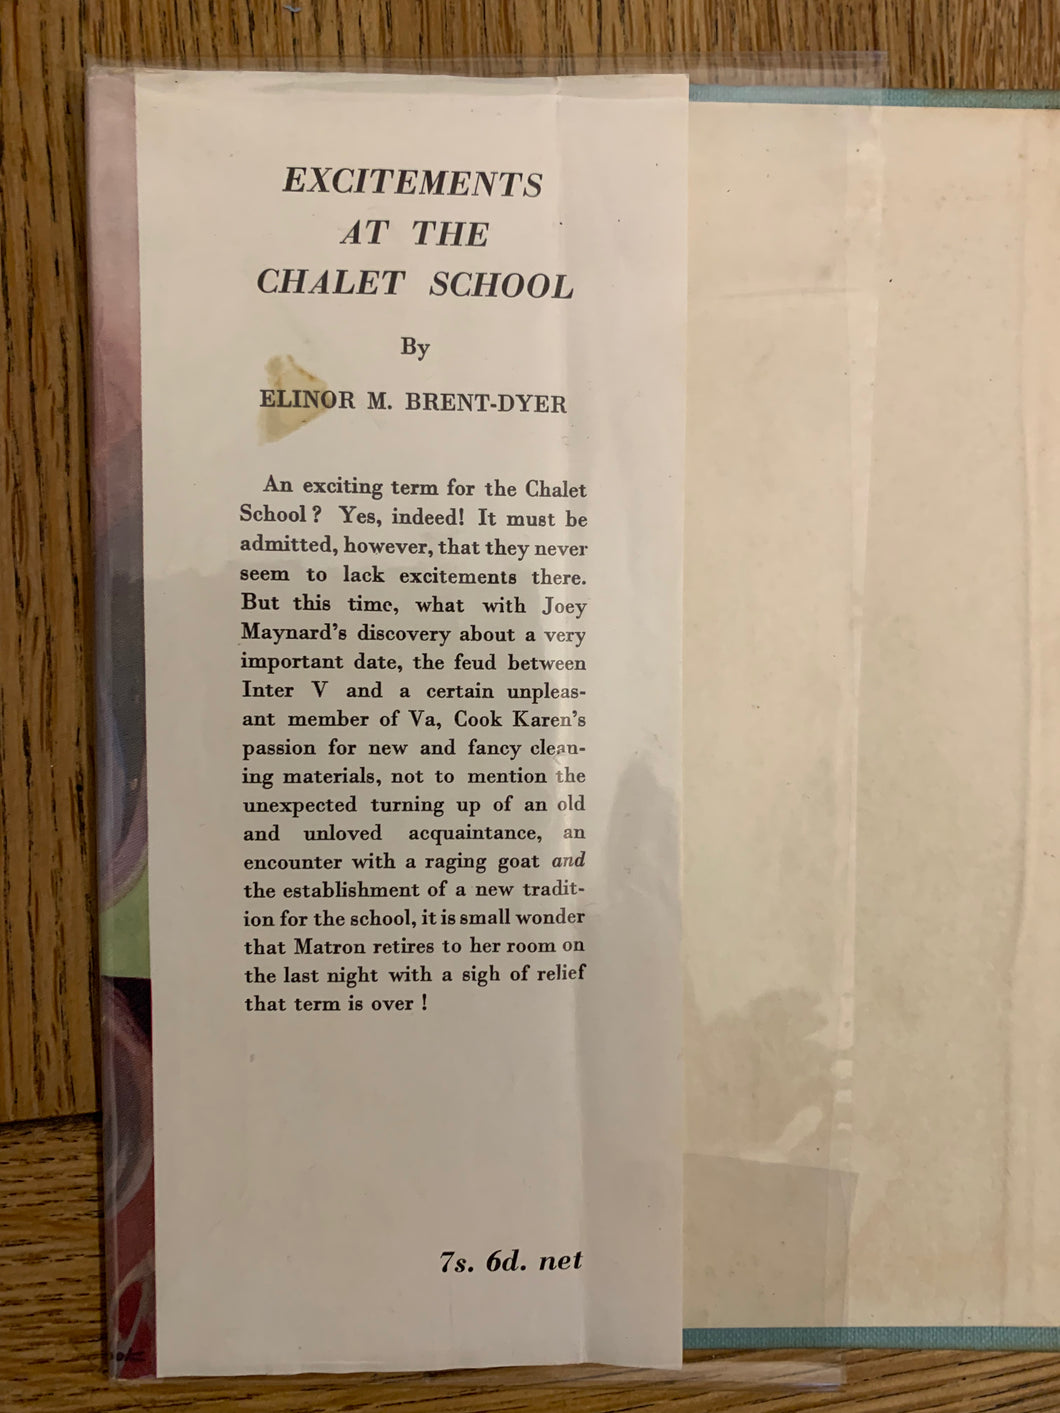 EXCITEMENTS
AT THE
CHALET SCHOOL
By
ELINOR M. BRENT-DYER
An exciting term for the Chalet
School? Yes, indeed! It must be
admitted, however, that they never
seem to lack excitements there.
But this time, what with Joey
Maynard's discovery about a very
important date, the feud between
Inter V and a certain unpleas-
ant member of Va, Cook Karen's
passion for new and fancy clean-
ing materials, not to mention the
unexpected turning up of an old
and unloved acquaintance, an
encounter with a raging goat and
the establishment of a new tradit-
ion for the school, it is small wonder
that Matron retires to her room on
the last night with a sigh of relief
that term is over !
7s. 6d. net